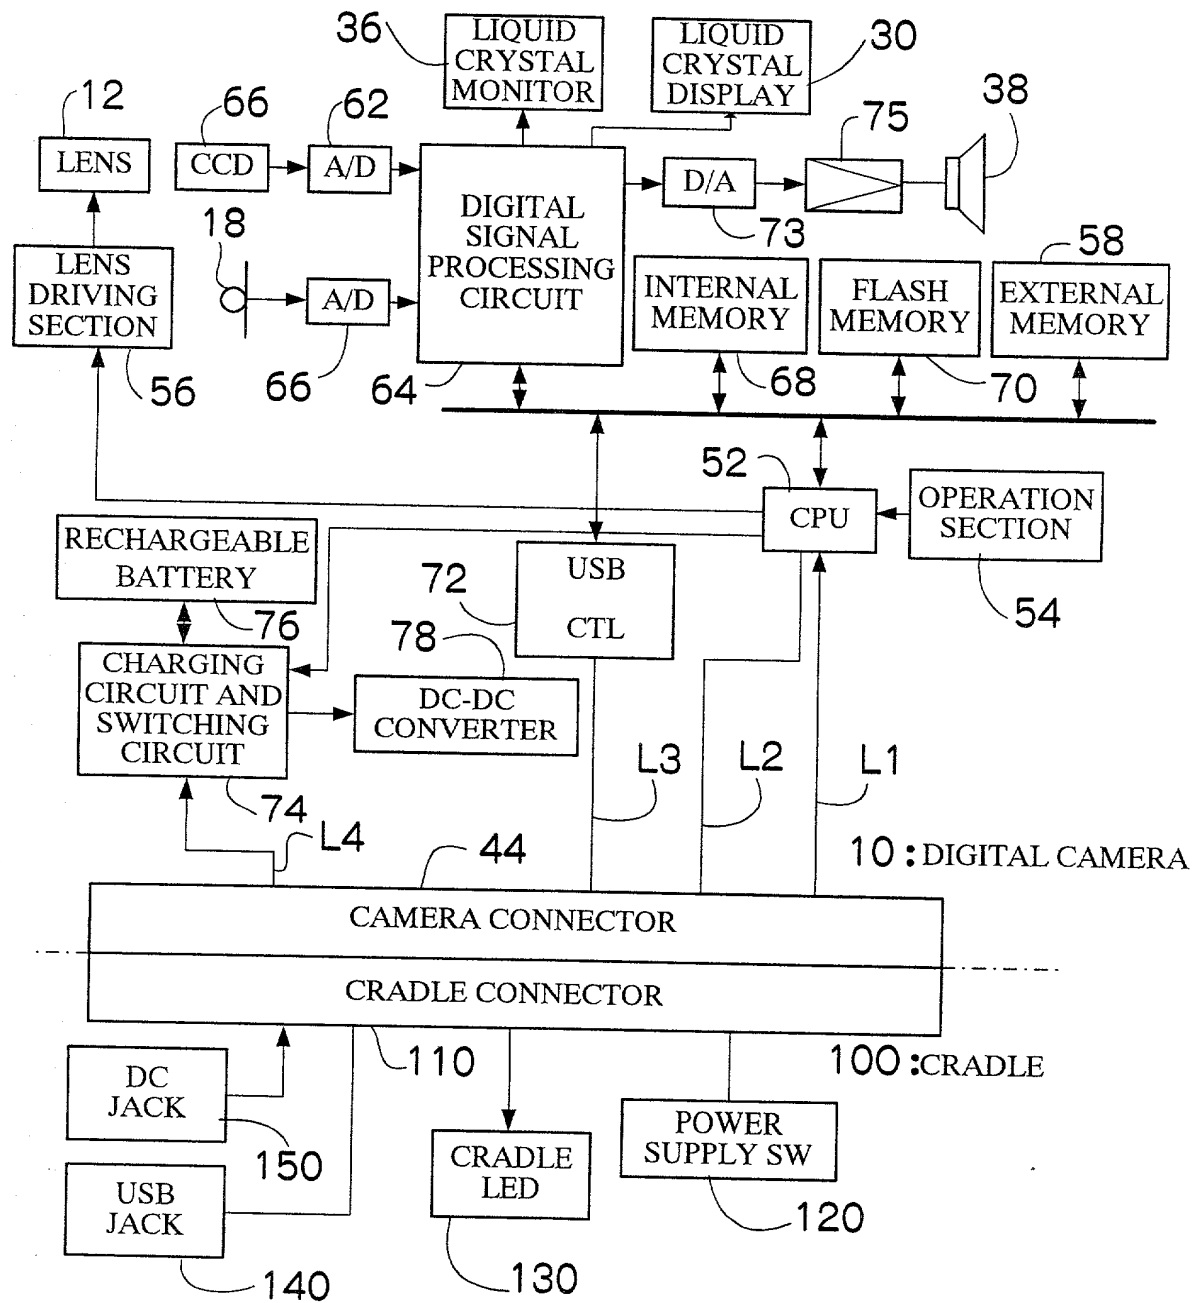 36
LIQUID
CRYSTAL
MONITOR
LIQUID
CRYSTAL
DISPLAY
30
12
66
62
75
38
LENS
CCD
A/D
DIGITAL
SIGNAL
PROCESSING
CIRCUIT
D/A
73
18
58
LENS
DRIVING
SECTION
A/D
INTERNAL
MEMORY
FLASH
MEMORY
EXTERNAL
MEMORY
56
66
64
68
70
52
CPU
OPERATION
SECTION
54
RECHARGEABLE
BATTERY
76
72
USB
CTL
78
CHARGING
CIRCUIT AND
SWITCHING
CIRCUIT
DC-DC
CONVERTER
74
L4
L3
L2
L1
44
10 : DIGITAL CAMERA
CAMERA CONNECTOR
CRADLE CONNECTOR
110
100 : CRADLE
DC
JACK
150
POWER
SUPPLY SW
120
CRADLE
LED
130
USB
JACK
140